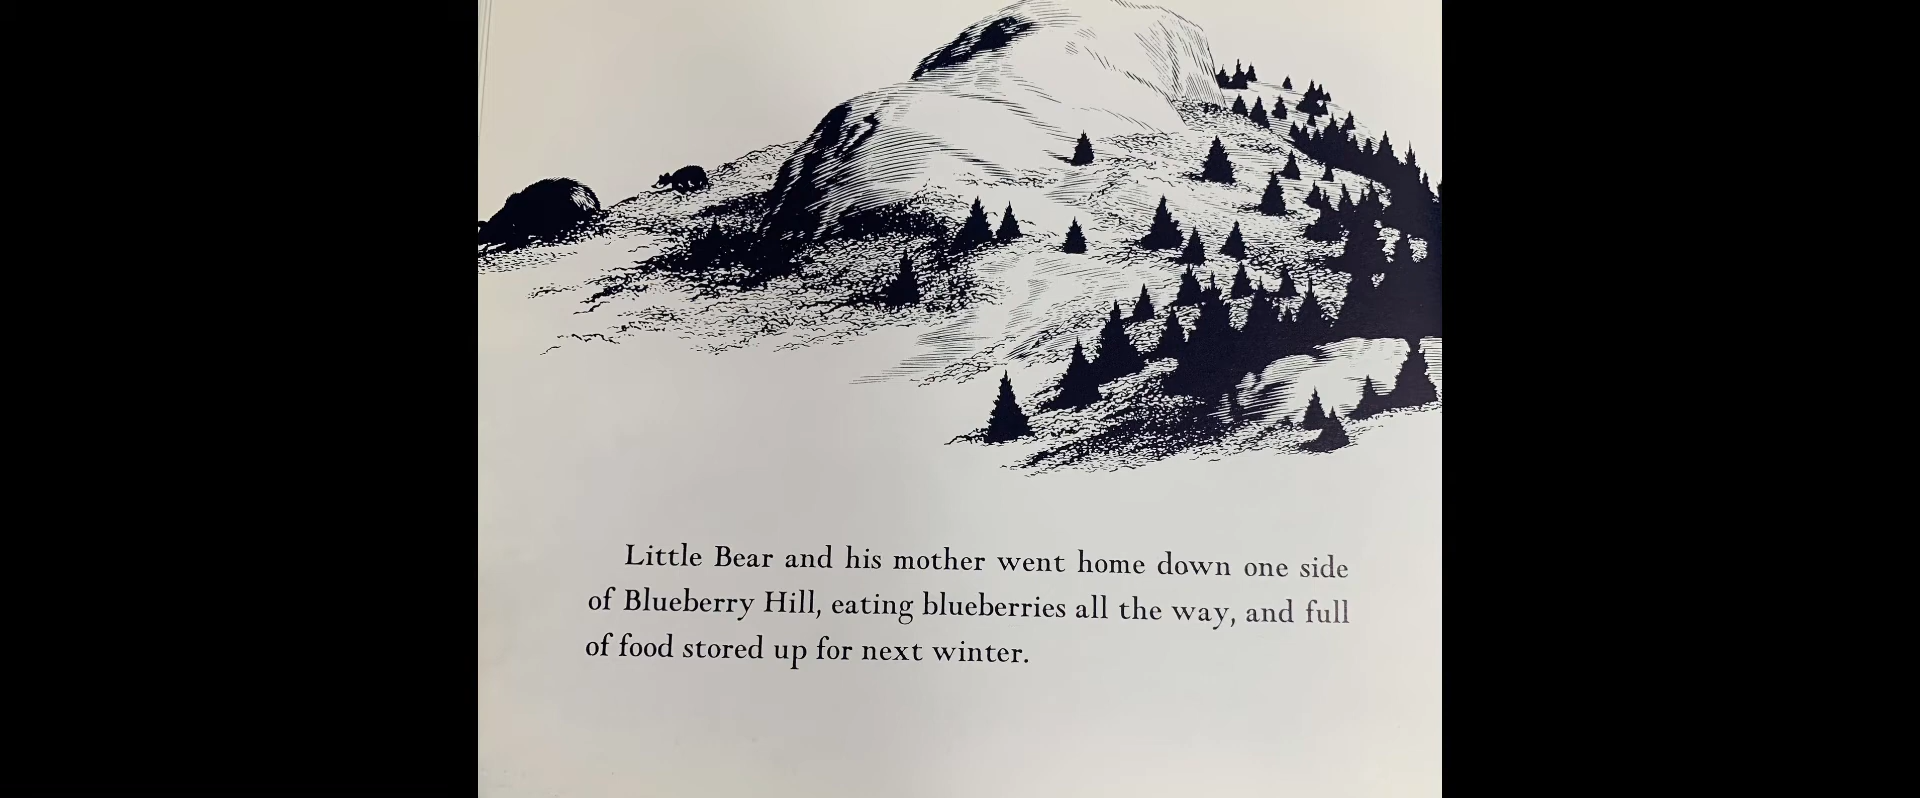 Little Bear and his mother went home down one side
of Blueberry Hill, eating blueberries all the way, and full
of food stored up for next winter.